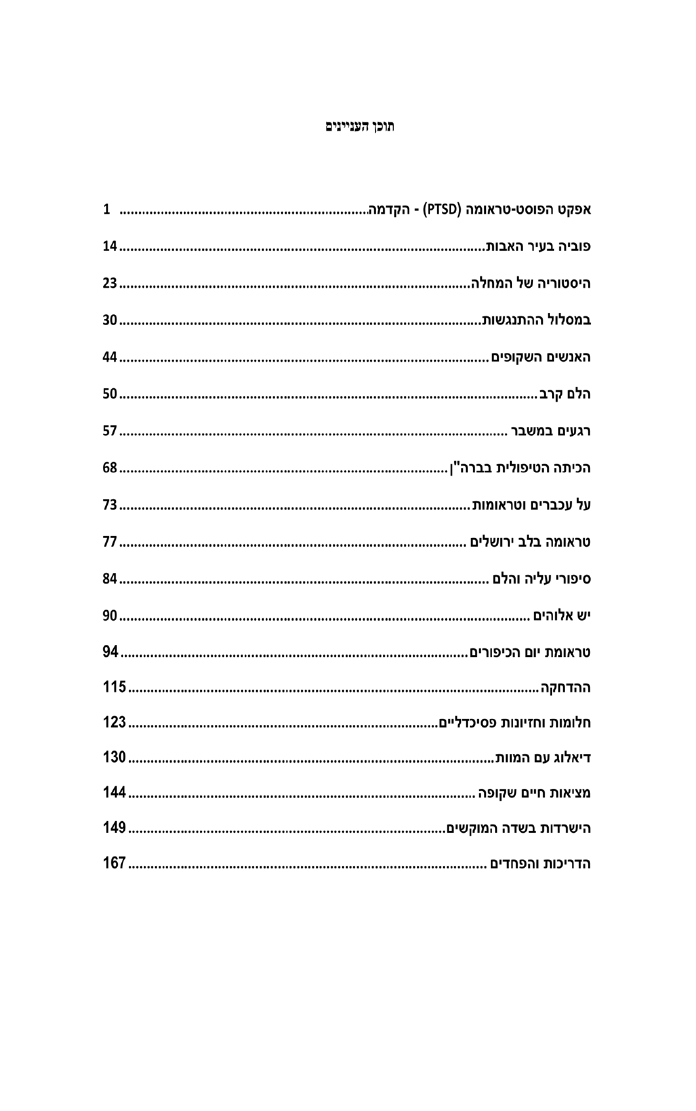 תוכן העניינים
אפקט הפוסט-טראומה (PTSD) - הקדמה.................................................................. 1
פוביה בעיר האבות................................................................................................. 14
היסטוריה של המחלה............................................................................................. 23
במסלול ההתנגשות................................................................................................ 30
האנשים השקופים.................................................................................................. 44
הלם קרב............................................................................................................... 50
רגעים במשבר ....................................................................................................... 57
הכיתה הטיפולית בברה"ן....................................................................................... 68
על עכברים וטראומות............................................................................................. 73
טראומה בלב ירושלים ............................................................................................ 77
סיפורי עליה והלם .................................................................................................. 84
יש אלוהים ............................................................................................................. 90
טראומת יום הכיפורים............................................................................................ 94
ההדחקה............................................................................................................. 115
חלומות וחזיונות פסיכדליים.................................................................................. 123
דיאלוג עם המוות................................................................................................. 130
מציאות חיים שקופה ............................................................................................ 144
הישרדות בשדה המוקשים.................................................................................... 149
הדריכות והפחדים ............................................................................................... 167